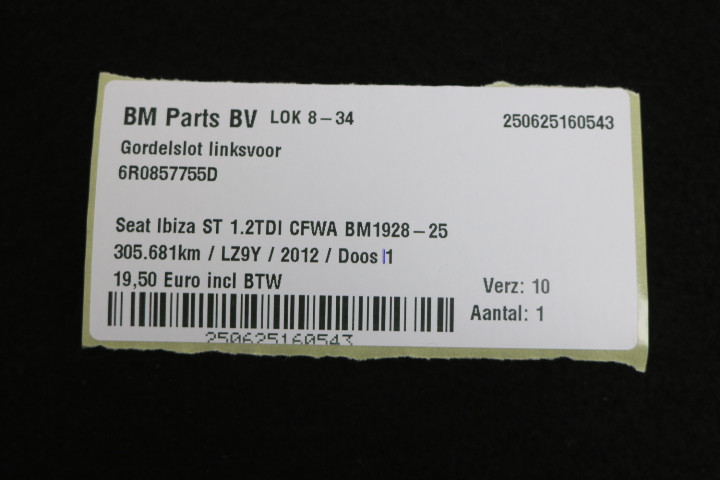 BM Parts BV LOK 8-34 250625160543
Gordelslot linksvoor
6R0857755D
Seat Ibiza ST 1.2TDI CFWA BM1928-25
305.681km / LZ9Y / 2012 / Doos 1
19,50 Euro incl BTW Verz: 10
Aantal: 1
250625160543